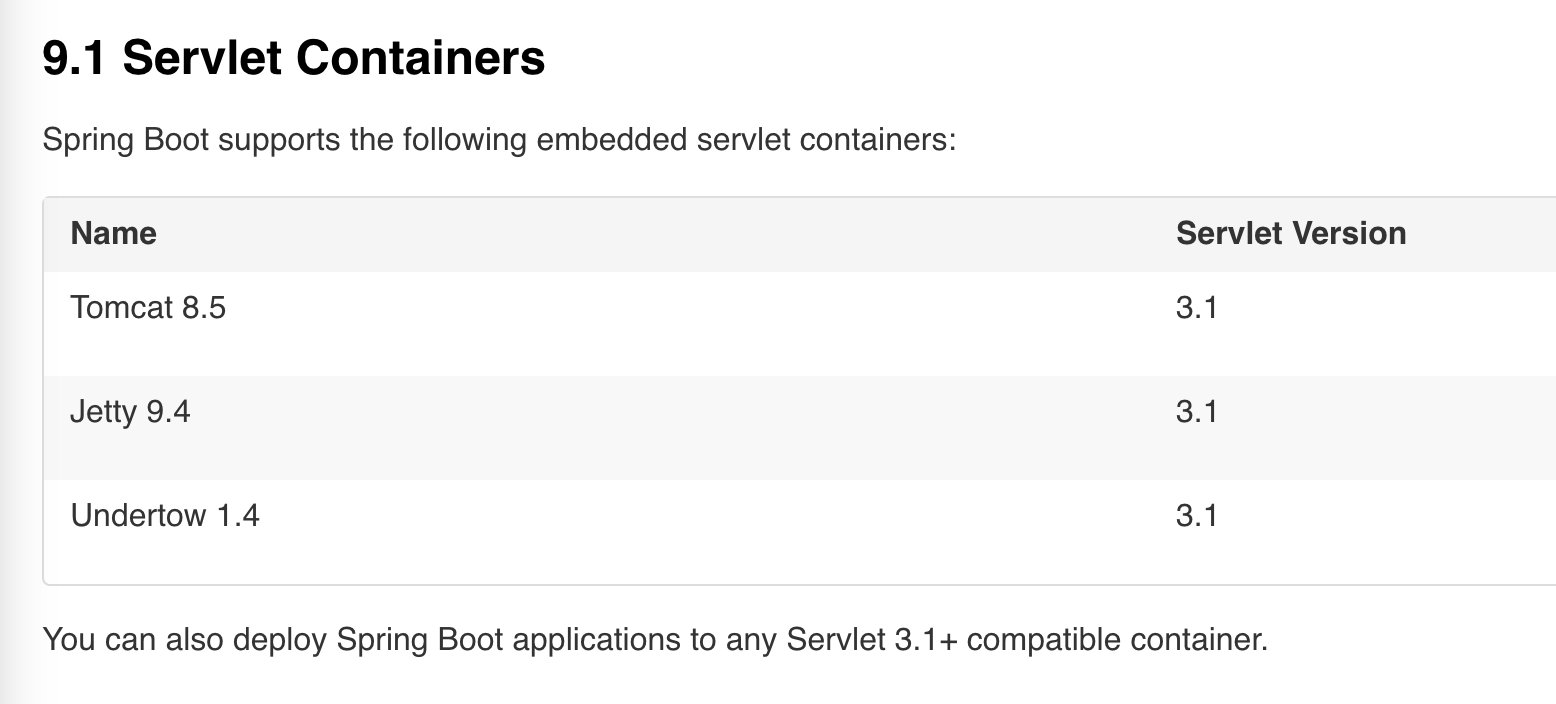 9.1 Servlet Containers
Spring Boot supports the following embedded servlet containers:
Name Servlet Version
Tomcat 8.5 3.1
Jetty 9.4 3.1
Undertow 1.4 3.1
You can also deploy Spring Boot applications to any Servlet 3.1+ compatible container.